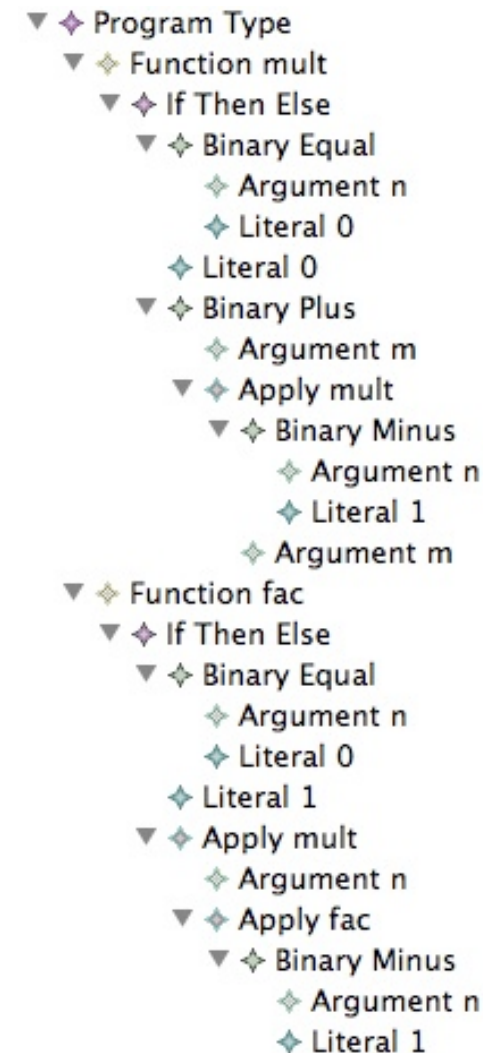 Program Type
Function mult
If Then Else
Binary Equal
Argument n
Literal 0
Literal 0
Binary Plus
Argument m
Apply mult
Binary Minus
Argument n
Literal 1
Argument m
Function fac
If Then Else
Binary Equal
Argument n
Literal 0
Literal 1
Apply mult
Argument n
Apply fac
Binary Minus
Argument n
Literal 1